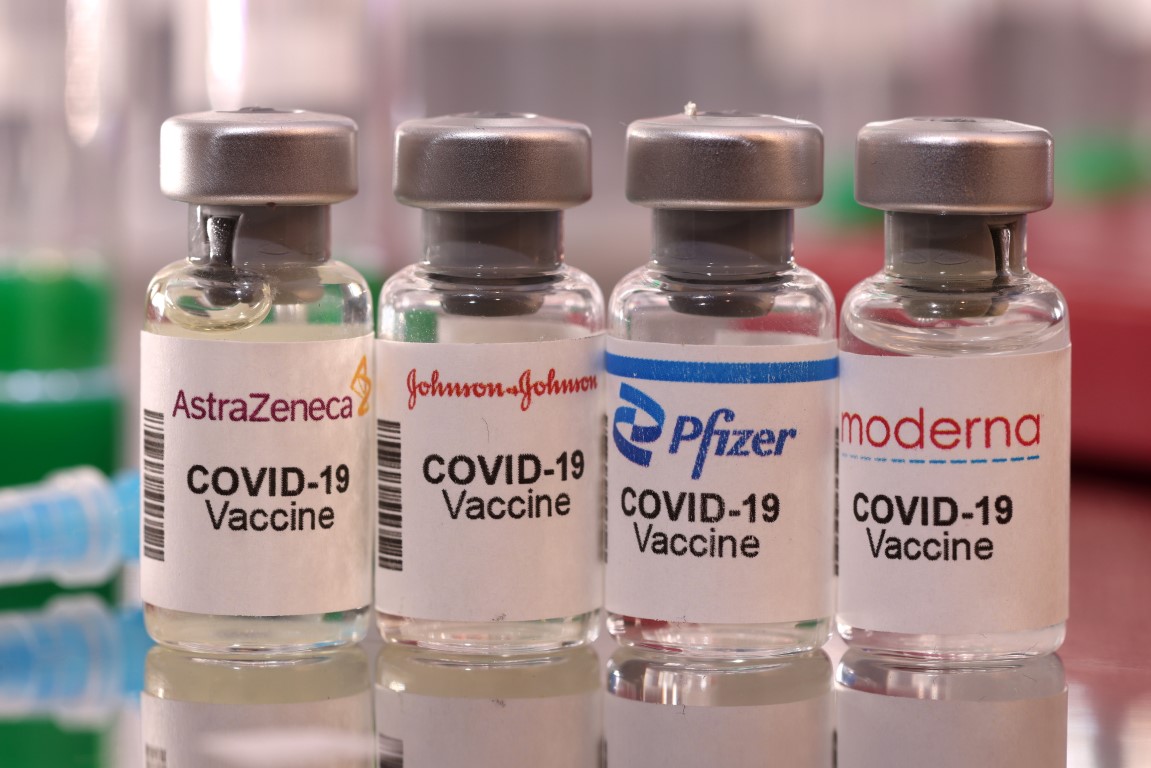 AstraZeneca
COVID-19
Vaccine
Johnson&Johnson
COVID-19
Vaccine
Pfizer
COVID-19
Vaccine
moderna
COVID-19
Vaccine